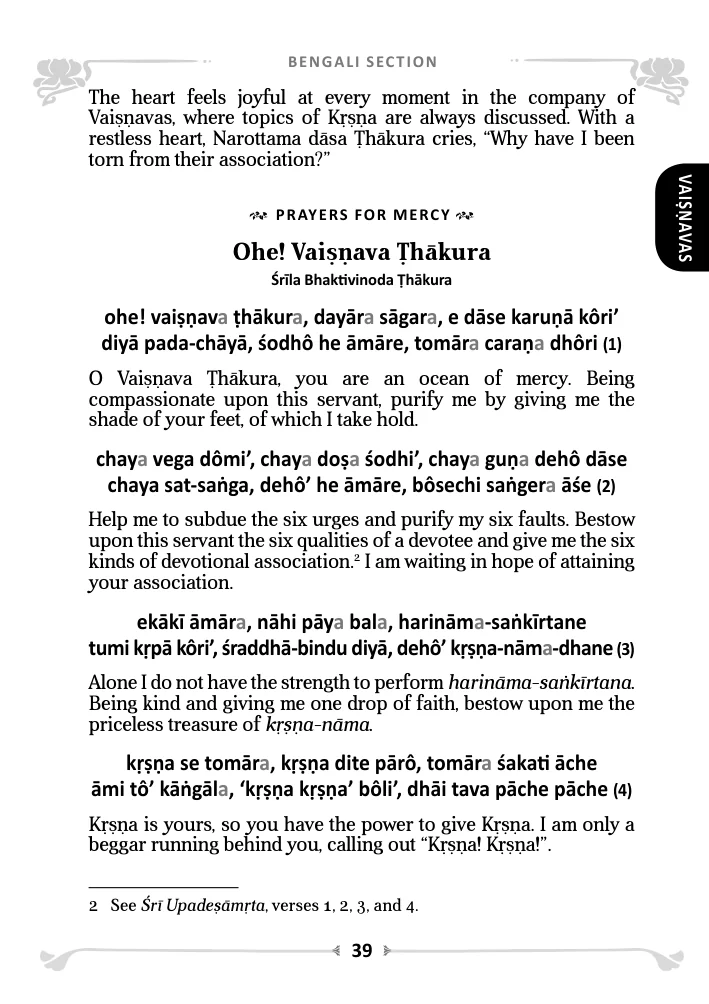 BENGALI SECTION
The heart feels joyful at every moment in the company of
Vaiṣṇavas, where topics of Kṛṣṇa are always discussed. With a
restless heart, Narottama dāsa Ṭhākura cries, “Why have I been
torn from their association?”
VAIṢṆAVAS
PRAYERS FOR MERCY
Ohe! Vaiṣṇava Ṭhākura
Śrīla Bhaktivinoda Ṭhākura
ohe! vaiṣṇava ṭhākura, dayāra sāgara, e dāse karuṇā kôri’
diyā pada-chāyā, śodhô he āmāre, tomāra caraṇa dhôri (1)
O Vaiṣṇava Ṭhākura, you are an ocean of mercy. Being
compassionate upon this servant, purify me by giving me the
shade of your feet, of which I take hold.
chaya vega dômi’, chaya doṣa śodhi’, chaya guṇa dehô dāse
chaya sat-saṅga, dehô’ he āmāre, bôsechi saṅgera āśe (2)
Help me to subdue the six urges and purify my six faults. Bestow
upon this servant the six qualities of a devotee and give me the six
kinds of devotional association.2 I am waiting in hope of attaining
your association.
ekākī āmāra, nāhi pāya bala, harināma-saṅkīrtane
tumi kṛpā kôri’, śraddhā-bindu diyā, dehô’ kṛṣṇa-nāma-dhane (3)
Alone I do not have the strength to perform harināma-saṅkīrtana.
Being kind and giving me one drop of faith, bestow upon me the
priceless treasure of kṛṣṇa-nāma.
kṛṣṇa se tomāra, kṛṣṇa dite pārô, tomāra śakati āche
āmi tô’ kāṅgāla, ‘kṛṣṇa kṛṣṇa’ bôli’, dhāi tava pāche pāche (4)
Kṛṣṇa is yours, so you have the power to give Kṛṣṇa. I am only a
beggar running behind you, calling out “Kṛṣṇa! Kṛṣṇa!”.
2 See Śrī Upadeṣāmṛta, verses 1, 2, 3, and 4.
39